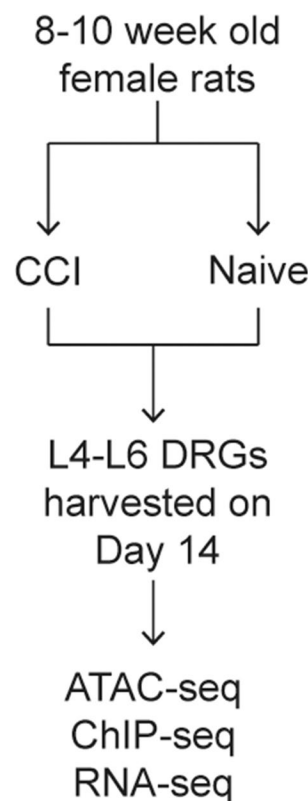 8-10 week old
female rats
CCI
Naive
L4-L6 DRGs
harvested on
Day 14
ATAC-seq
ChIP-seq
RNA-seq